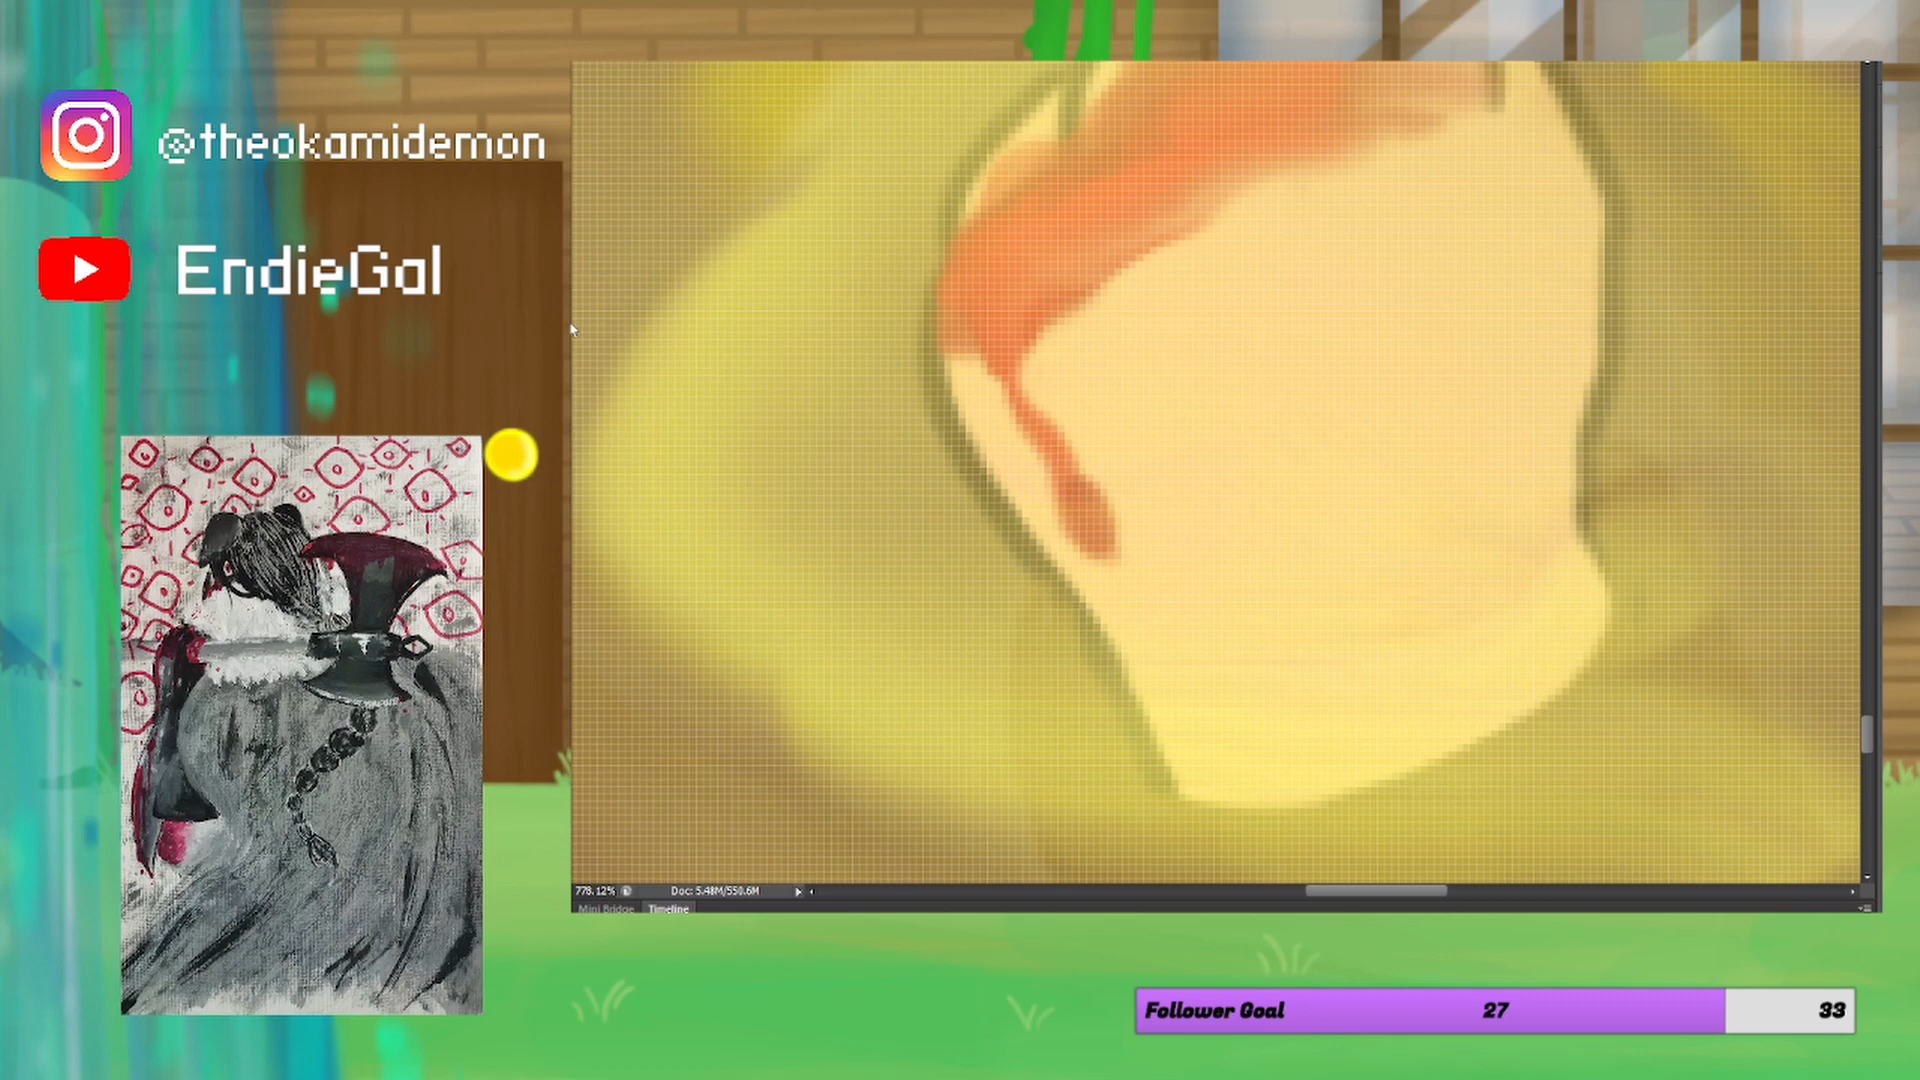 @theokamidemon
EndieGal
778.12%
Doc: 5.48M/550.6M
Mini Bridge
Timeline
Follower Goal
27
33